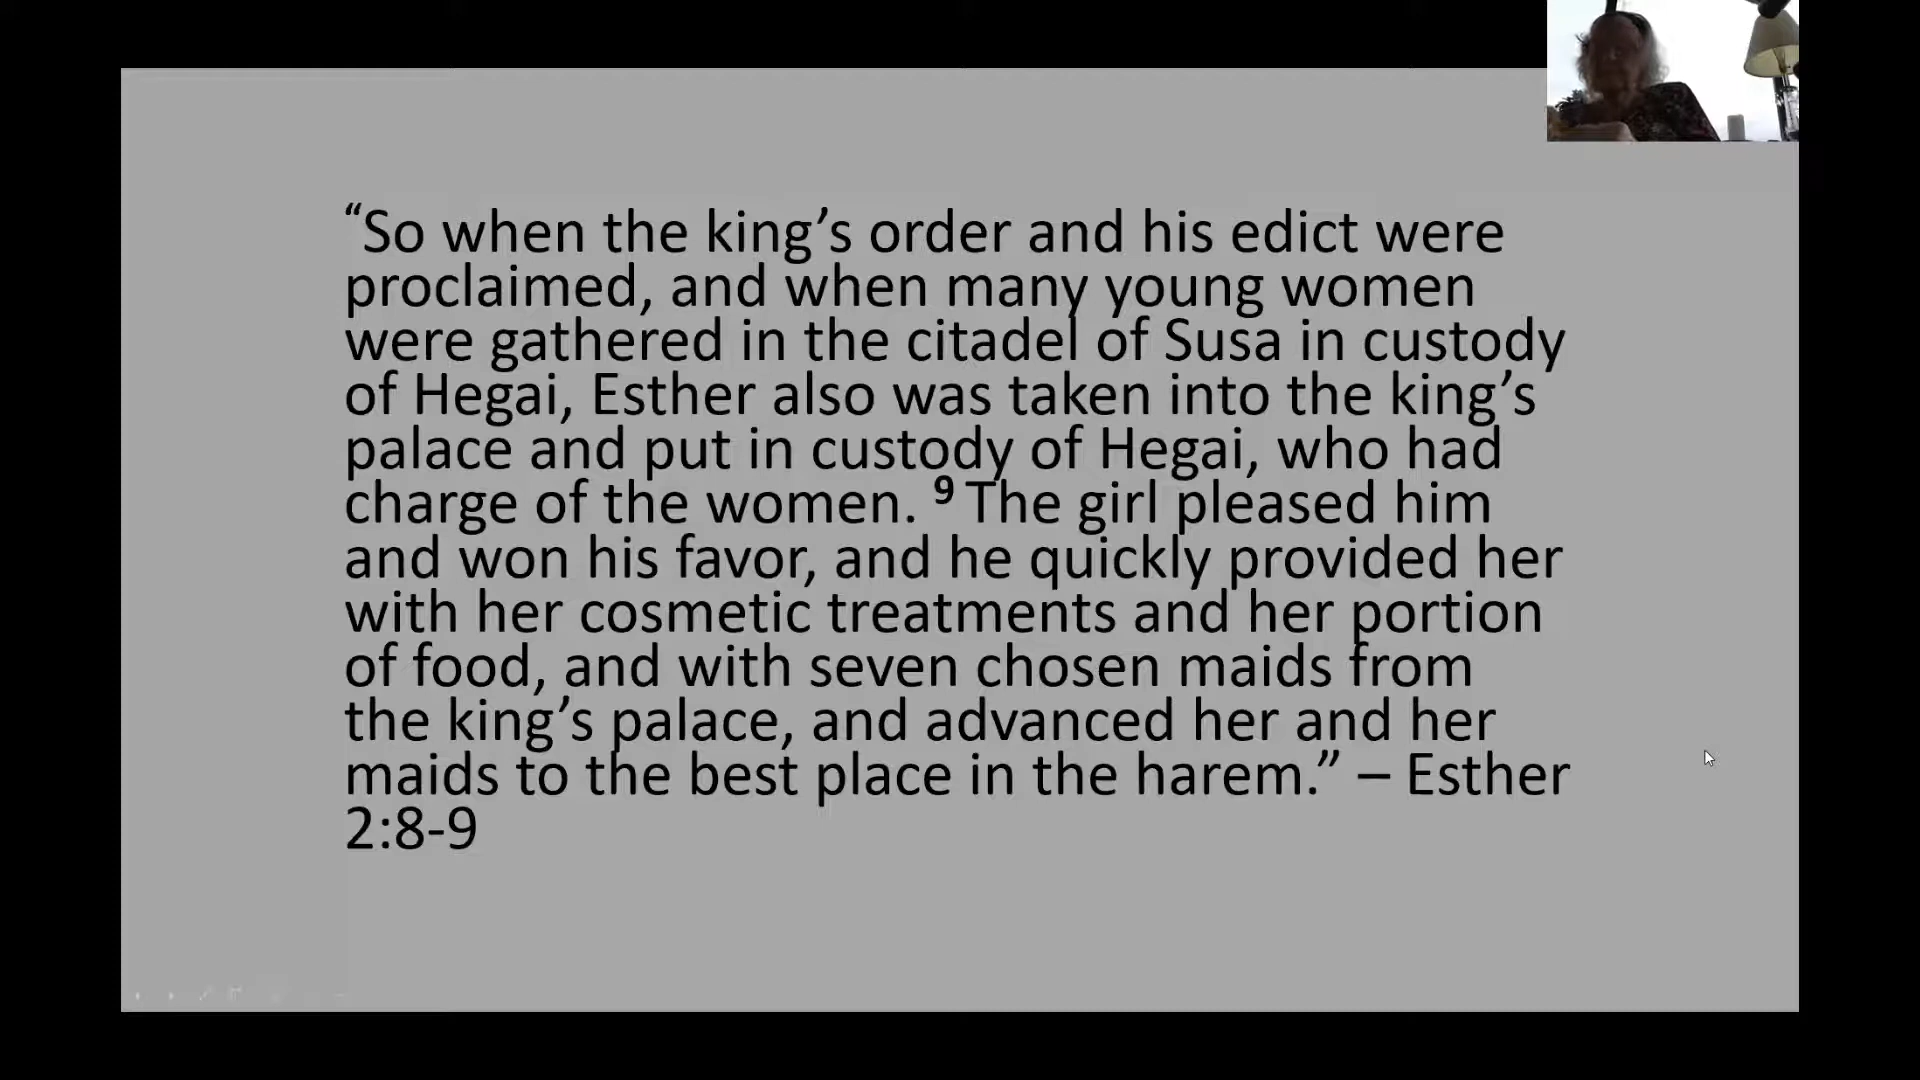 “So when the king’s order and his edict were
proclaimed, and when many young women
were gathered in the citadel of Susa in custody
of Hegai, Esther also was taken into the king’s
palace and put in custody of Hegai, who had
charge of the women. 9 The girl pleased him
and won his favor, and he quickly provided her
with her cosmetic treatments and her portion
of food, and with seven chosen maids from
the king’s palace, and advanced her and her
maids to the best place in the harem.” – Esther
2:8-9